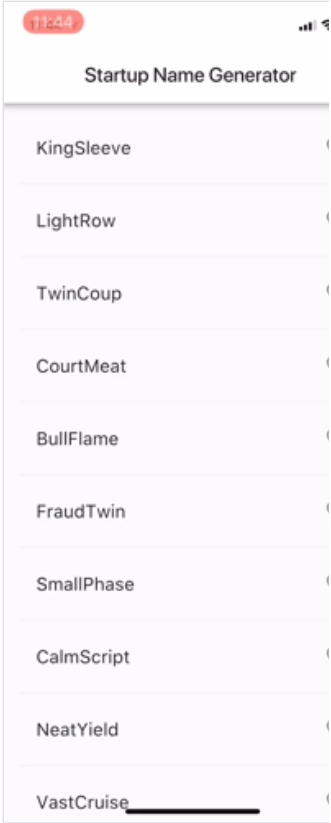 11:44
Startup Name Generator
KingSleeve
LightRow
TwinCoup
CourtMeat
BullFlame
FraudTwin
SmallPhase
CalmScript
NeatYield
VastCruise